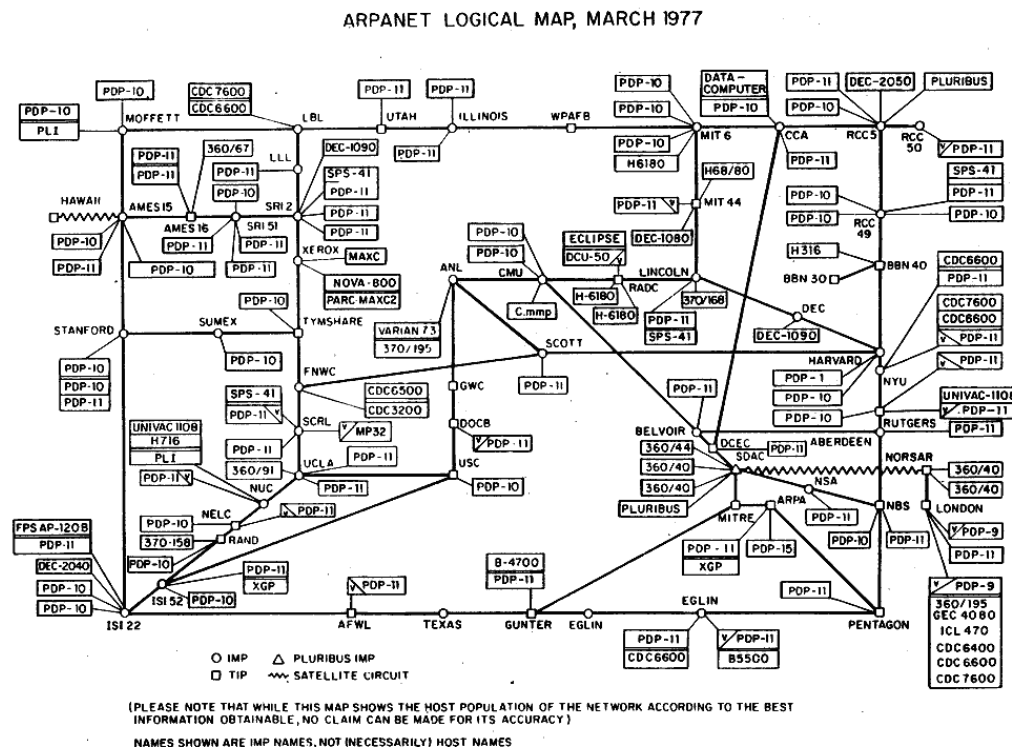 ARPANET LOGICAL MAP, MARCH 1977
PDP-10
PLI
PDP-10
MOFFETT
CDC7600
CDC6600
LBL
PDP-11
UTAH
PDP-11
ILLINOIS
PDP-11
WPAFB
PDP-10
PDP-10
PDP-10
H6180
MIT 6
DATA-
COMPUTER
PDP-10
CCA
PDP-11
PDP-11
PDP-10
DEC-2050
PLURIBUS
RCC5
RCC
50
PDP-11
LLL
PDP-11
DEC-1090
SPS-41
PDP-11
PDP-11
PDP-11
SRI 2
PDP-11
PDP-11
360/67
PDP-10
HAWAII
AMES15
AMES16
SRI 51
PDP-10
PDP-11
PDP-10
PDP-11
PDP-11
H68/80
PDP-11
MIT 44
DEC-1080
SPS-41
PDP-11
PDP-10
PDP-10
PDP-10
RCC
49
XEROX
MAXC
NOVA-800
PARC-MAXC2
H316
BBN 40
BBN 30
ANL
PDP-10
PDP-10
CMU
C.mmp
ECLIPSE
DCU-50
RADC
H-6180
H-6180
LINCOLN
370/168
PDP-11
SPS-41
DEC
DEC-1090
CDC6600
PDP-11
CDC7600
CDC6600
PDP-11
PDP-11
STANFORD
PDP-10
PDP-10
PDP-11
SUMEX
PDP-10
PDP-10
TYMSHARE
VARIAN 73
370/195
SCOTT
PDP-11
HARVARD
PDP-1
PDP-10
PDP-10
NYU
FNWC
CDC6500
CDC3200
GWC
SPS-41
PDP-11
SCRL
MP32
PDP-11
DOCB
PDP-11
PDP-11
BELVOIR
DCEC
PDP-11
ABERDEEN
UNIVAC-1108
PDP-11
RUTGERS
PDP-11
UNIVAC 1108
H716
PLI
PDP-11
360/91
UCLA
PDP-11
PDP-11
USC
PDP-10
NUC
360/44
360/40
PLURIBUS
SDAC
NORSAR
360/40
360/40
NSA
PDP-11
NBS
PDP-10
PDP-11
LONDON
PDP-9
PDP-11
NELC
PDP-11
PDP-10
370-158
RAND
PDP-10
MITRE
ARPA
PDP-11
XGP
PDP-15
FPS AP-120B
PDP-11
DEC-2040
PDP-10
PDP-10
ISI 22
ISI 52
PDP-11
XGP
PDP-10
PDP-11
AFWL
TEXAS
B-4700
PDP-11
GUNTER
EGLIN
EGLIN
PDP-11
CDC6600
PDP-11
B5500
PDP-11
PENTAGON
PDP-9
360/195
GEC 4080
ICL 470
CDC6400
CDC 6600
CDC 7600
IMP
PLURIBUS IMP
TIP
SATELLITE CIRCUIT
(PLEASE NOTE THAT WHILE THIS MAP SHOWS THE HOST POPULATION OF THE NETWORK ACCORDING TO THE BEST
INFORMATION OBTAINABLE, NO CLAIM CAN BE MADE FOR ITS ACCURACY)
NAMES SHOWN ARE IMP NAMES, NOT (NECESSARILY) HOST NAMES